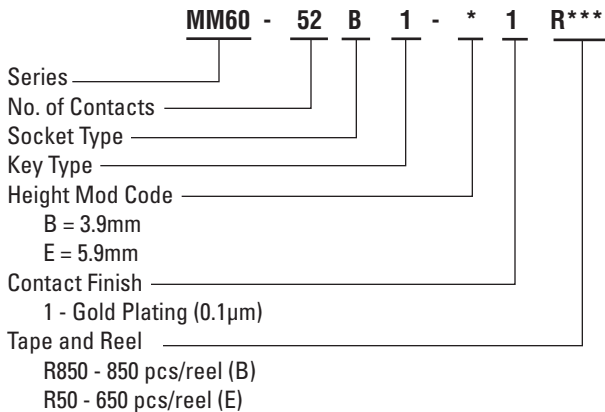 MM60 - 52 B 1 - * 1 R***
Series
No. of Contacts
Socket Type
Key Type
Height Mod Code
B = 3.9mm
E = 5.9mm
Contact Finish
1 - Gold Plating (0.1µm)
Tape and Reel
R850 - 850 pcs/reel (B)
R50 - 650 pcs/reel (E)